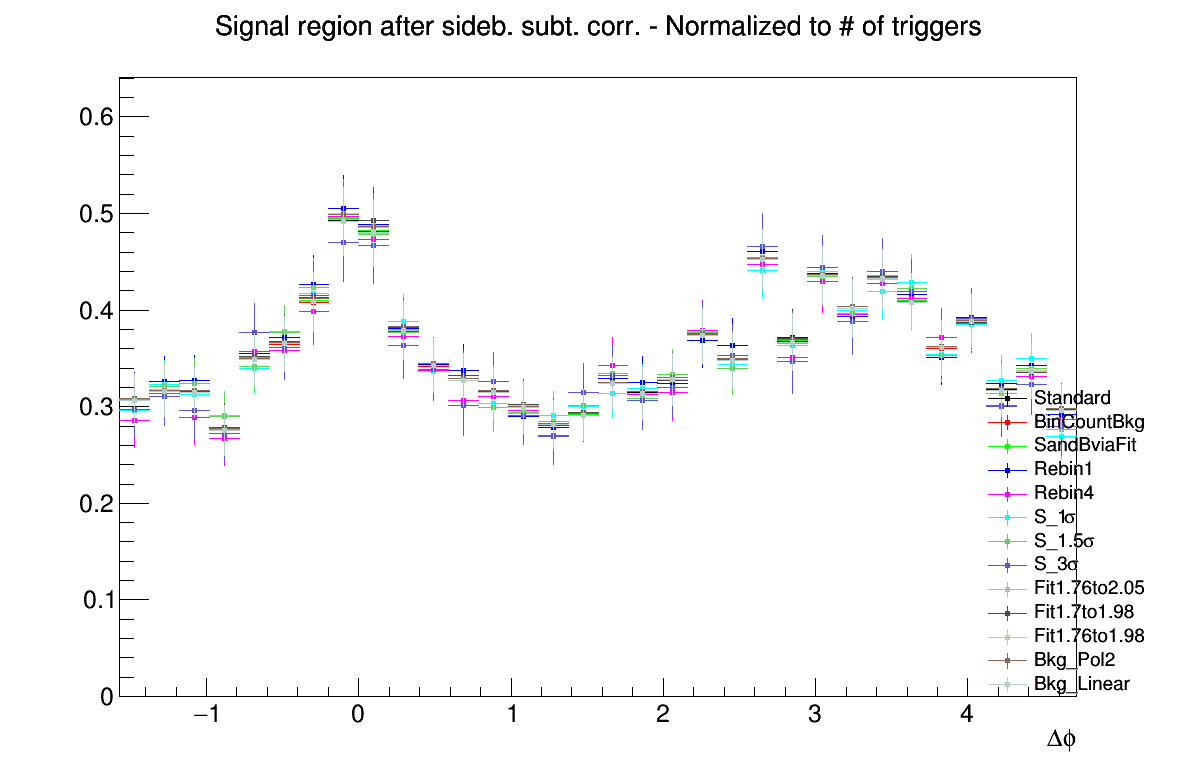 Signal region after sideb. subt. corr. - Normalized to # of triggers
0.6
0.5
0.4
0.3
0.2
0.1
0
−1
0
1
2
3
4
Δϕ
Standard
BinCountBkg
SandBviaFit
Rebin1
Rebin4
S_1σ
S_1.5σ
S_3σ
Fit1.76to2.05
Fit1.7to1.98
Fit1.76to1.98
Bkg_Pol2
Bkg_Linear